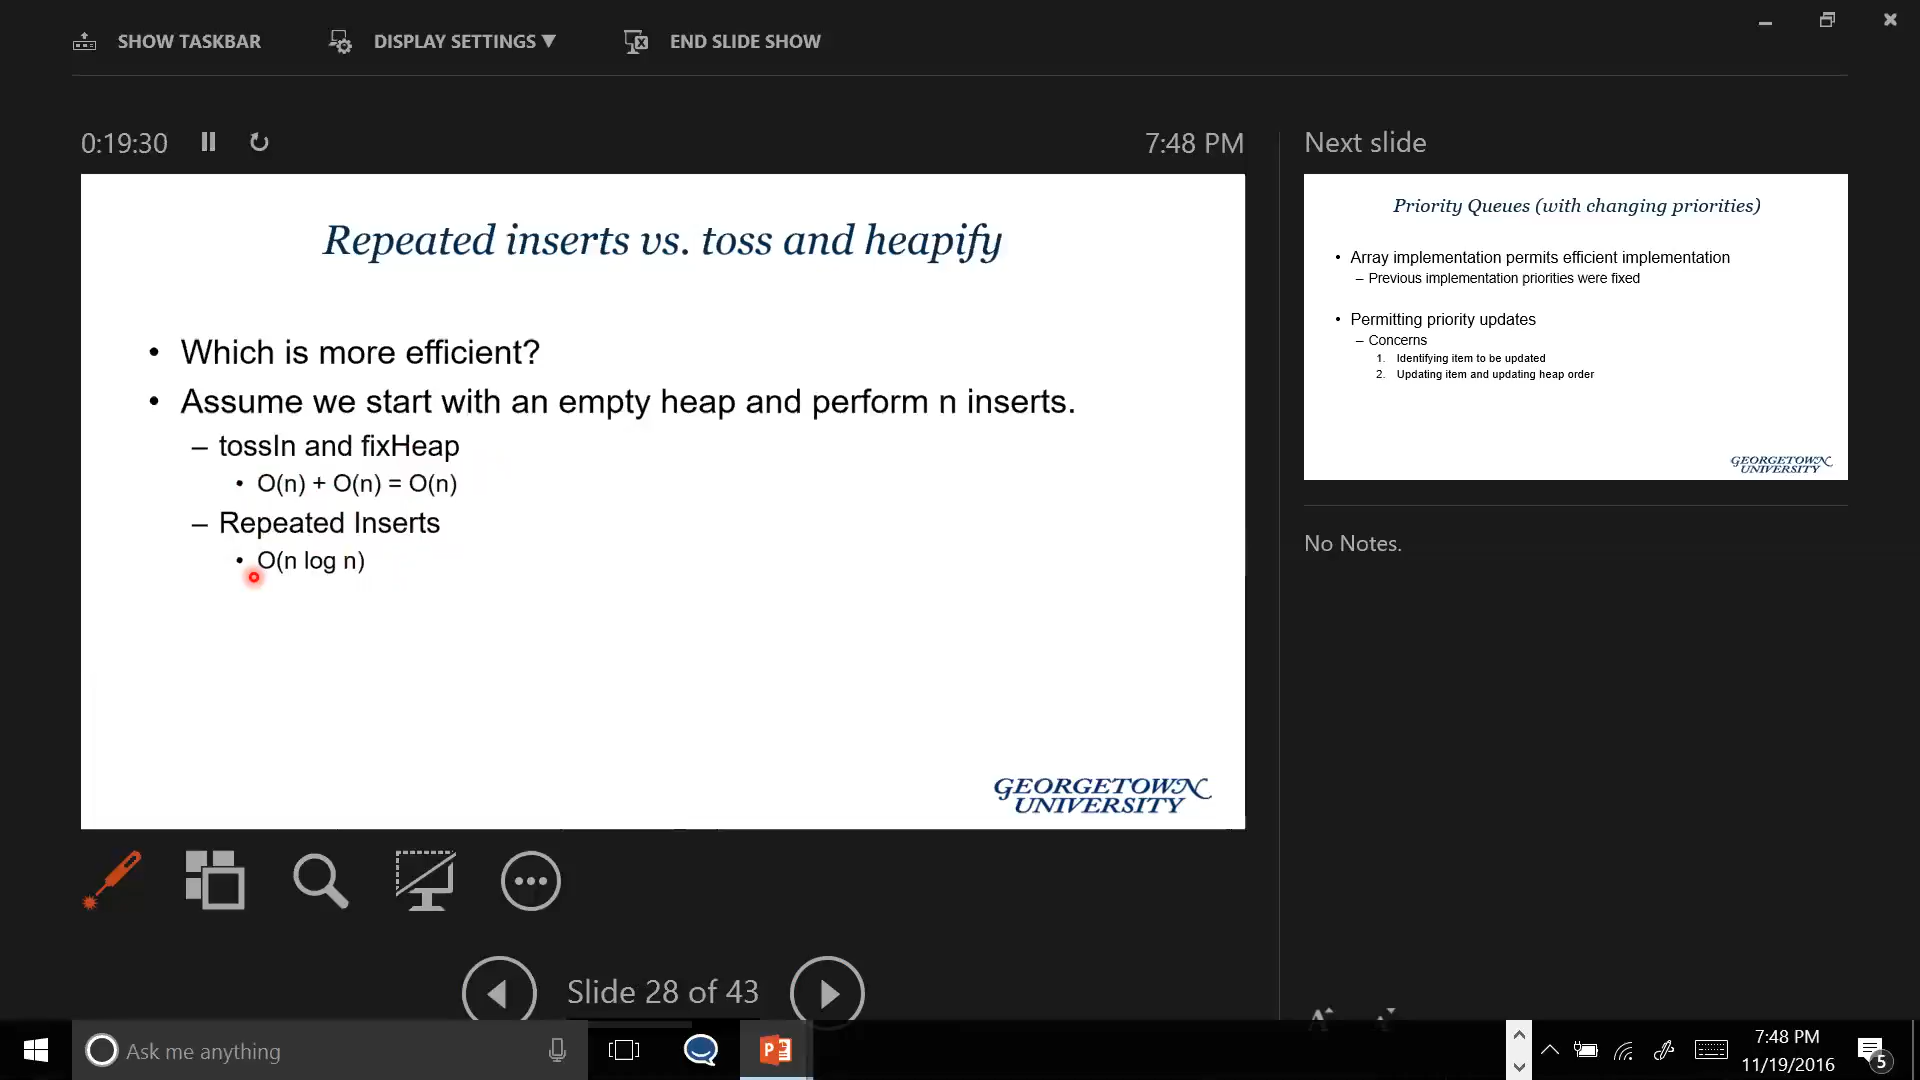 SHOW TASKBAR
DISPLAY SETTINGS ▼
END SLIDE SHOW
0:19:30
7:48 PM
Next slide
Repeated inserts vs. toss and heapify
• Which is more efficient?
• Assume we start with an empty heap and perform n inserts.
– tossIn and fixHeap
• O(n) + O(n) = O(n)
– Repeated Inserts
• O(n log n)
GEORGETOWN
UNIVERSITY
Priority Queues (with changing priorities)
• Array implementation permits efficient implementation
– Previous implementation priorities were fixed
• Permitting priority updates
– Concerns
1. Identifying item to be updated
2. Updating item and updating heap order
GEORGETOWN
UNIVERSITY
No Notes.
Slide 28 of 43
A A
Ask me anything
P
7:48 PM
11/19/2016
5